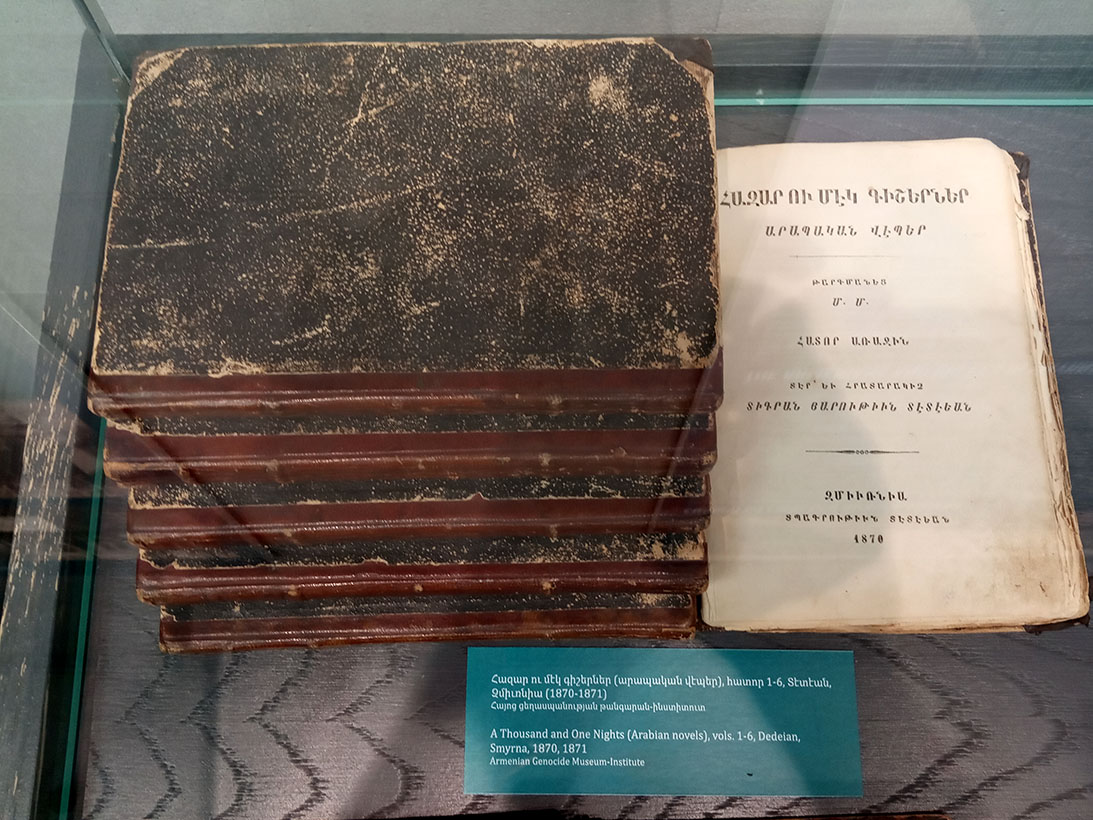 ՀԱԶԱՐ ՈՒ ՄԷԿ ԳԻՇԵՐՆԵՐ
ԱՐԱՊԱԿԱՆ ՎԷՊԵՐ
ԹԱՐԳՄԱՆԵՑ
Մ. Մ.
ՀԱՏՈՐ ԱՌԱՋԻՆ
ՏԷՐ ԵՒ ՀՐԱՏԱՐԱԿԻՉ
ՏԻԳՐԱՆ ՅԱՐՈՒԹԻՒՆ ՏԷՏԷԵԱՆ
ԶՄԻՒՌՆԻԱ
ՏՊԱԳՐՈՒԹԻՒՆ ՏԷՏԷԵԱՆ
1870
Հազար ու մէկ գիշերներ (արապական վէպեր), հատոր 1-6, Տէտէան,
Զմիւռնիա (1870-1871)
Հայոց ցեղասպանության թանգարան-ինստիտուտ
A Thousand and One Nights (Arabian novels), vols. 1-6, Dedeian,
Smyrna, 1870, 1871
Armenian Genocide Museum-Institute